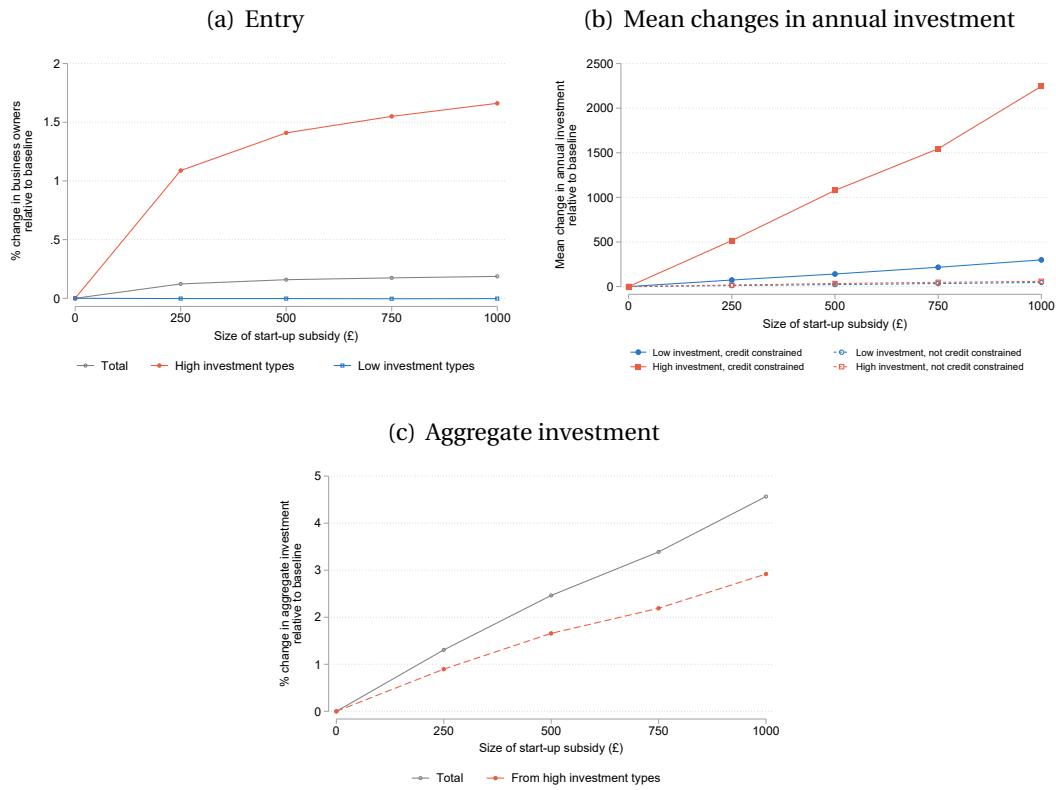 (a) Entry
% change in business owners
relative to baseline
2
1.5
1
.5
0
0 250 500 750 1000
Size of start-up subsidy (£)
Total High investment types Low investment types
(b) Mean changes in annual investment
Mean change in annual investment
relative to baseline
2500
2000
1500
1000
500
0
0 250 500 750 1000
Size of start-up subsidy (£)
Low investment, credit constrained Low investment, not credit constrained
High investment, credit constrained High investment, not credit constrained
(c) Aggregate investment
% change in aggregate investment
relative to baseline
5
4
3
2
1
0
0 250 500 750 1000
Size of start-up subsidy (£)
Total From high investment types